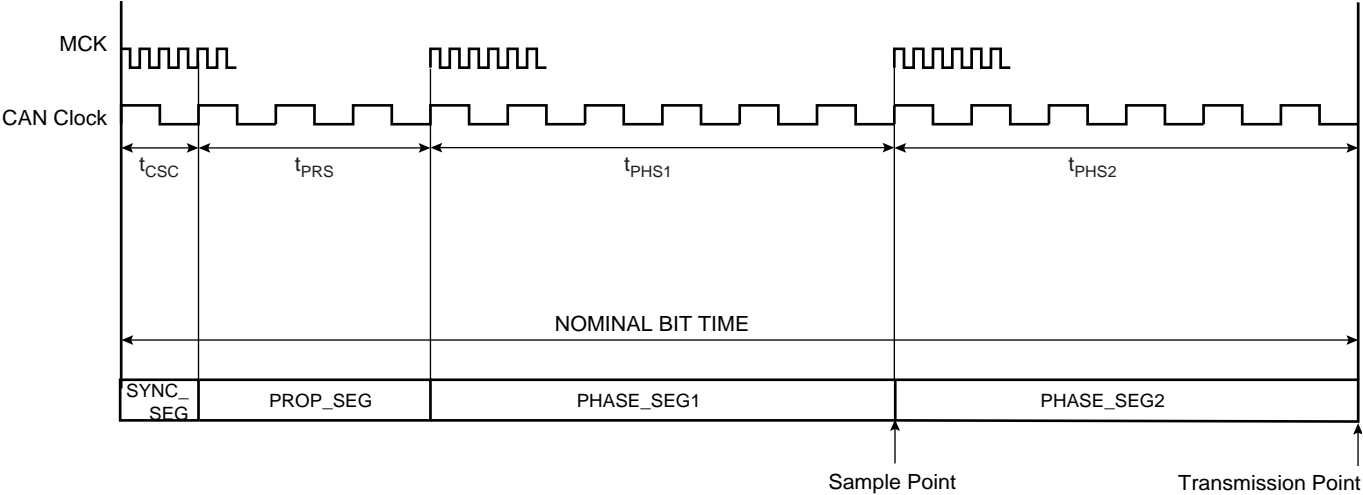 MCK
CAN Clock
tCSC
tPRS
tPHS1
tPHS2
NOMINAL BIT TIME
SYNC_
SEG
PROP_SEG
PHASE_SEG1
PHASE_SEG2
Sample Point
Transmission Point